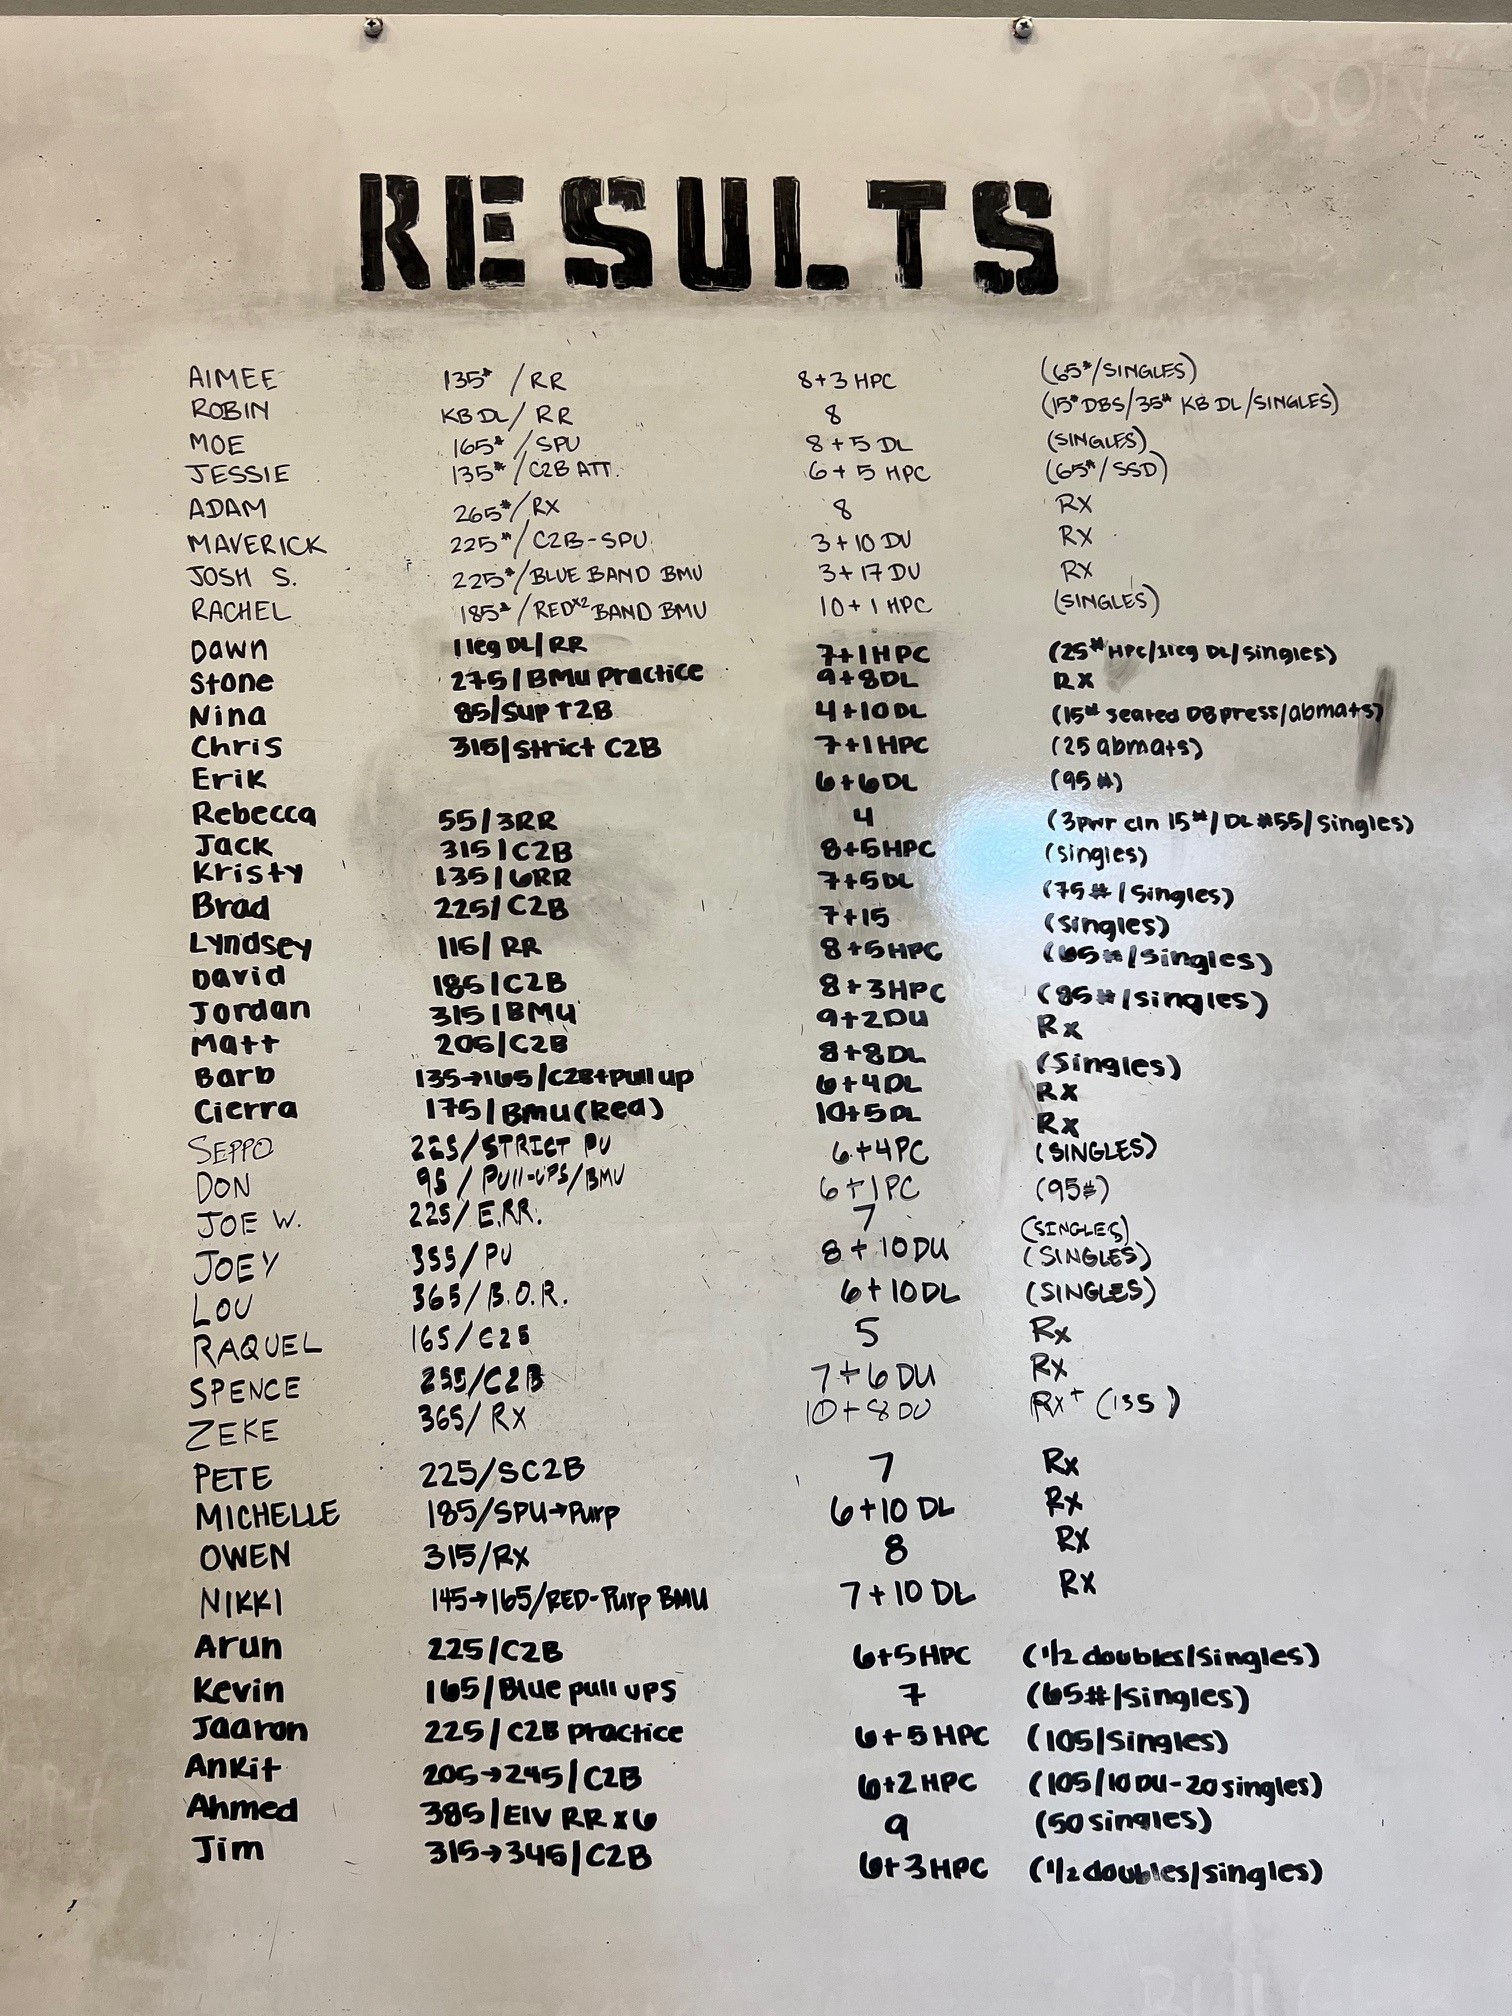 RESULTS
AIMEE 135# / RR 8+3 HPC (65#/SINGLES)
ROBIN KB DL/ RR 8 (15# DBS/35# KB DL/SINGLES)
MOE 165# / SPU 8+5 DL (SINGLES)
JESSIE 135# / C2B ATT. 6+5 HPC (65#/SSD)
ADAM 265#/RX 8 RX
MAVERICK 225#/C2B-SPU 3+10 DU RX
JOSH S. 225#/BLUE BAND BMU 3+17 DU RX
RACHEL 185#/REDx2 BAND BMU 10+1 HPC (SINGLES)
Dawn 1 leg DL/RR 7+1HPC (25# HPC/1leg DL/singles)
Stone 275/BMU Practice 9+8DL RX
Nina 85/Sup T2B 4+10DL (15# seated DB press/abmats)
Chris 315/strict C2B 7+1HPC (25 abmats)
Erik 6+6DL (95#)
Rebecca 55/3RR 4 (3pwr cln 15#/DL #55/singles)
Jack 315/C2B 8+5HPC (singles)
Kristy 135/6RR 7+5DL (75#/singles)
Brad 225/C2B 7+15 (singles)
Lyndsey 115/RR 8+5HPC (65#/singles)
David 185/C2B 8+3HPC (85#/singles)
Jordan 315/BMU 9+2DU Rx
Matt 205/C2B 8+8DL (singles)
Barb 135→165/C2B+Pull up 6+4DL Rx
Cierra 175/BMU(Red) 10+5DL Rx
SEPPO 225/STRICT PU 6+4PC (SINGLES)
DON 95 / PUll-UPS/BMU 6+1PC (95#)
JOE W. 225/ E.RR. 7 (SINGLES)
JOEY 355/PU 8+10DU (SINGLES)
LOU 365/B.O.R. 6+10DL (SINGLES)
RAQUEL 165/C2B 5 Rx
SPENCE 255/C2B 7+6DU Rx
ZEKE 365/RX 10+8DU Rx+ (135)
PETE 225/SC2B 7 Rx
MICHELLE 185/SPU→Purp 6+10 DL Rx
OWEN 315/RX 8 RX
NIKKI 145→165/RED-Purp BMU 7+10 DL RX
Arun 225/C2B 6+5HPC (1/2 doubles/Singles)
Kevin 165/Blue pull ups 7 (65#/Singles)
Jaaron 225/C2B practice 6+5HPC (105/Singles)
Ankit 205→245/C2B 6+2HPC (105/10DU-20singles)
Ahmed 385/Elv RR x 6 9 (50 singles)
Jim 315→345/C2B 6+3HPC (1/2 doubles/singles)